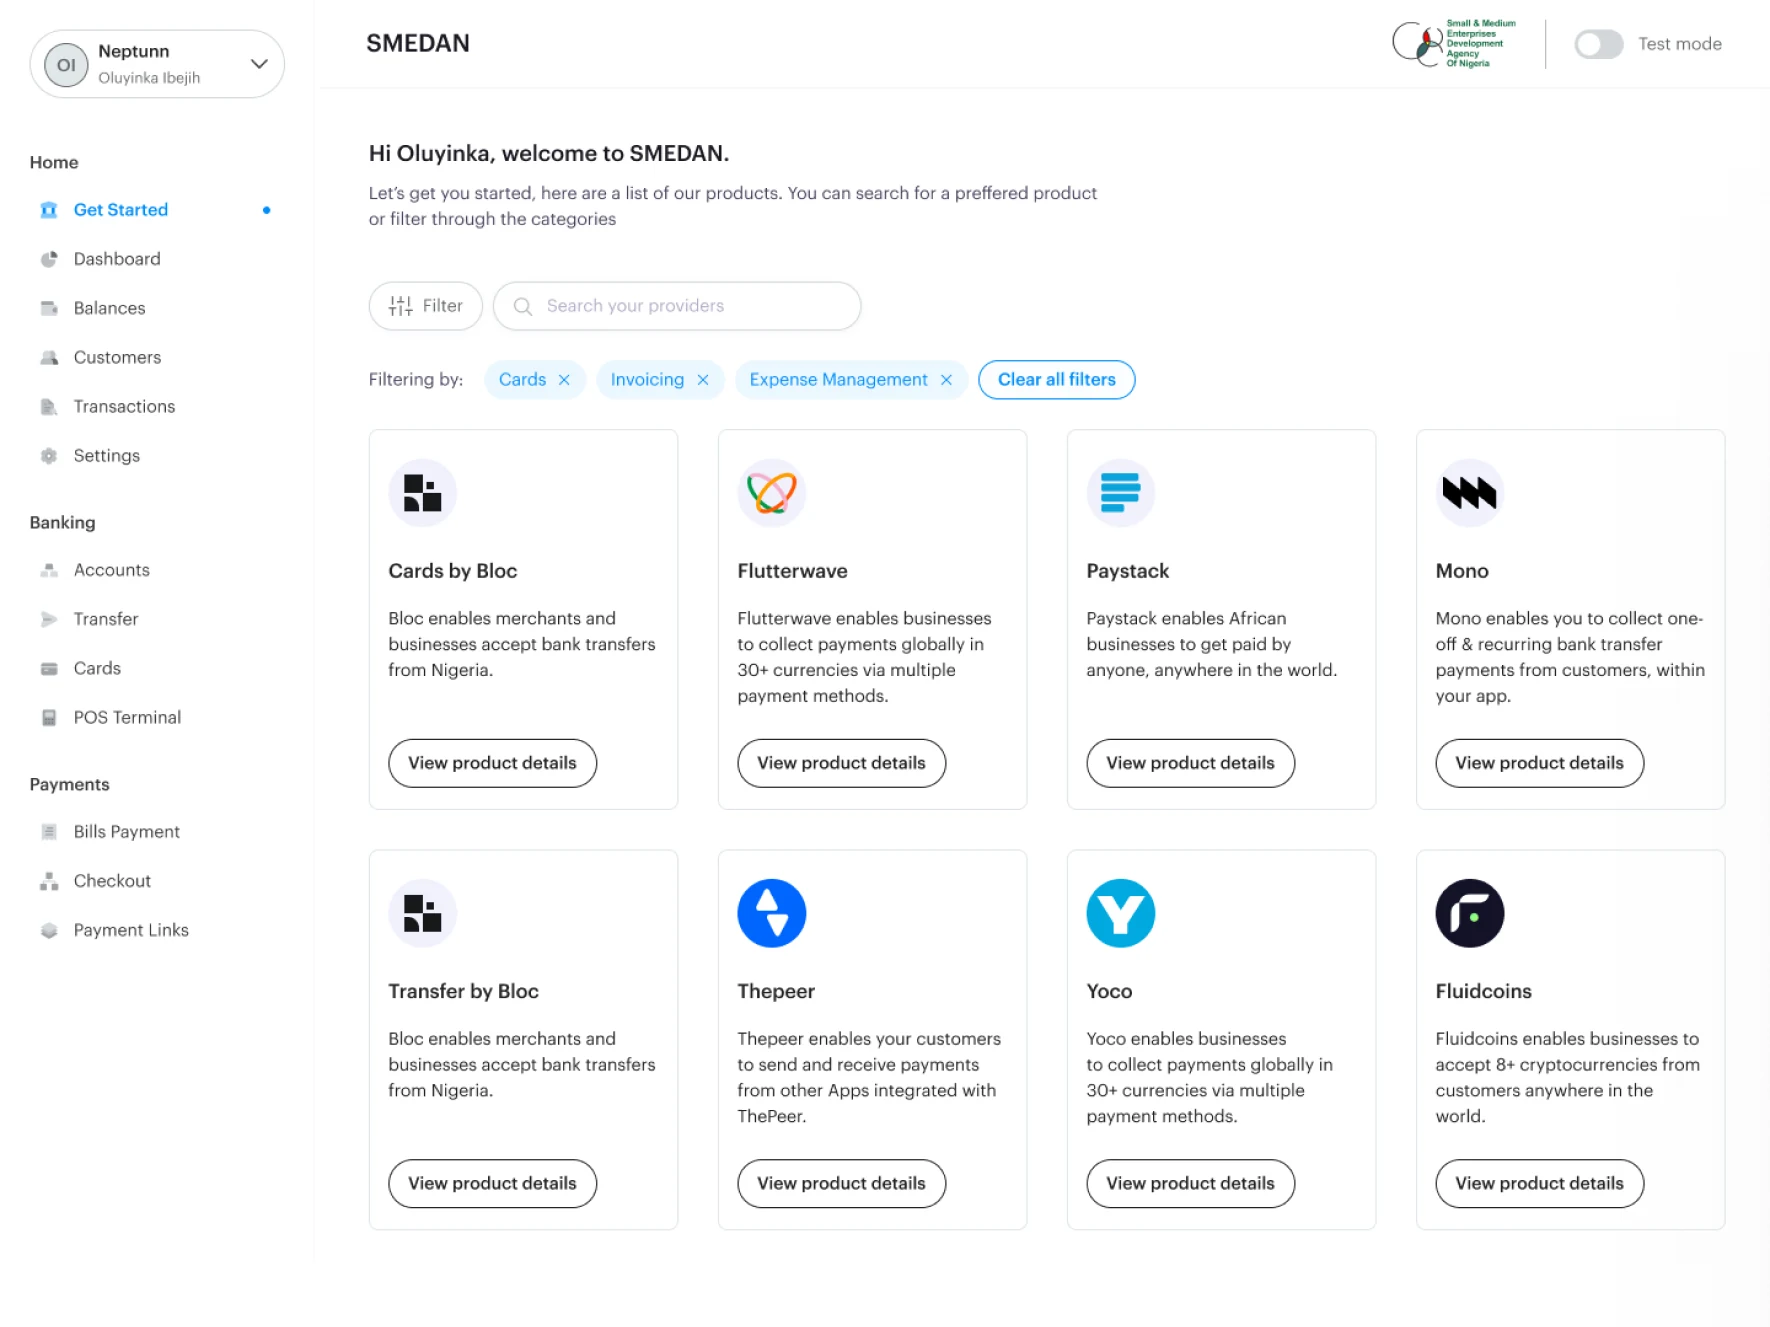 OI
Neptunn
Oluyinka Ibejih
Home
Get Started
Dashboard
Balances
Customers
Transactions
Settings
Banking
Accounts
Transfer
Cards
POS Terminal
Payments
Bills Payment
Checkout
Payment Links
SMEDAN
Small & Medium
Enterprises
Development
Agency
Of Nigeria
Test mode
Hi Oluyinka, welcome to SMEDAN.
Let’s get you started, here are a list of our products. You can search for a preffered product
or filter through the categories
Filter
Search your providers
Filtering by:
Cards
Invoicing
Expense Management
Clear all filters
Cards by Bloc
Bloc enables merchants and
businesses accept bank transfers
from Nigeria.
View product details
Flutterwave
Flutterwave enables businesses
to collect payments globally in
30+ currencies via multiple
payment methods.
View product details
Paystack
Paystack enables African
businesses to get paid by
anyone, anywhere in the world.
View product details
Mono
Mono enables you to collect one-
off & recurring bank transfer
payments from customers, within
your app.
View product details
Transfer by Bloc
Bloc enables merchants and
businesses accept bank transfers
from Nigeria.
View product details
Thepeer
Thepeer enables your customers
to send and receive payments
from other Apps integrated with
ThePeer.
View product details
Yoco
Yoco enables businesses
to collect payments globally in
30+ currencies via multiple
payment methods.
View product details
Fluidcoins
Fluidcoins enables businesses to
accept 8+ cryptocurrencies from
customers anywhere in the
world.
View product details